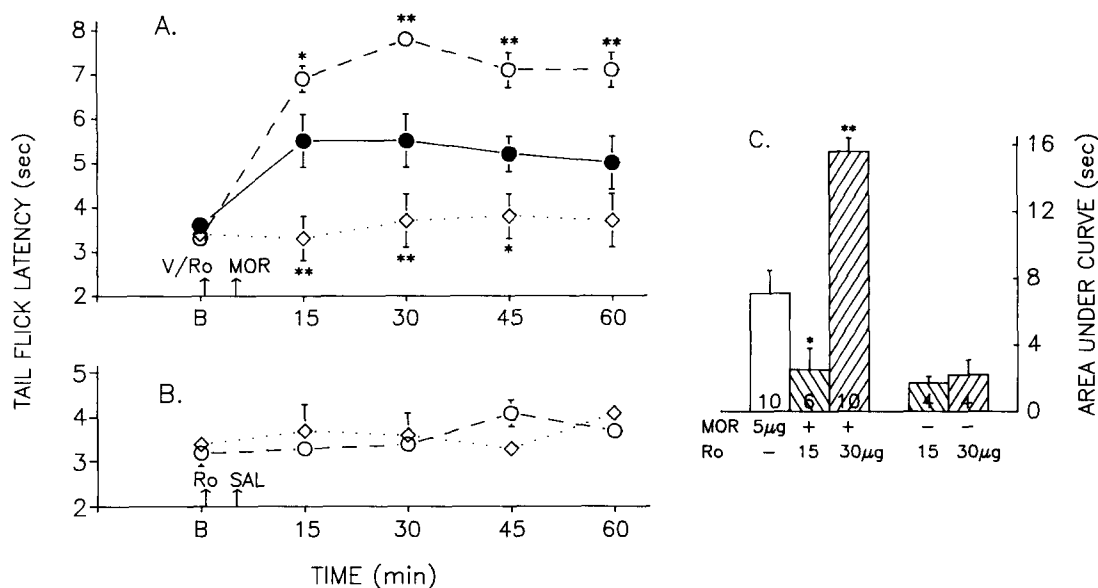 A.
TAIL FLICK LATENCY (sec)
8
7
6
5
4
3
2
* ** ** **
** ** *
V/Ro MOR
B 15 30 45 60
B.
5
4
3
2
Ro SAL
B 15 30 45 60
TIME (min)
C.
**
*
16
12
8
4
0
AREA UNDER CURVE (sec)
10 6 10 4 4
MOR 5µg + + − −
Ro − 15 30µg 15 30µg